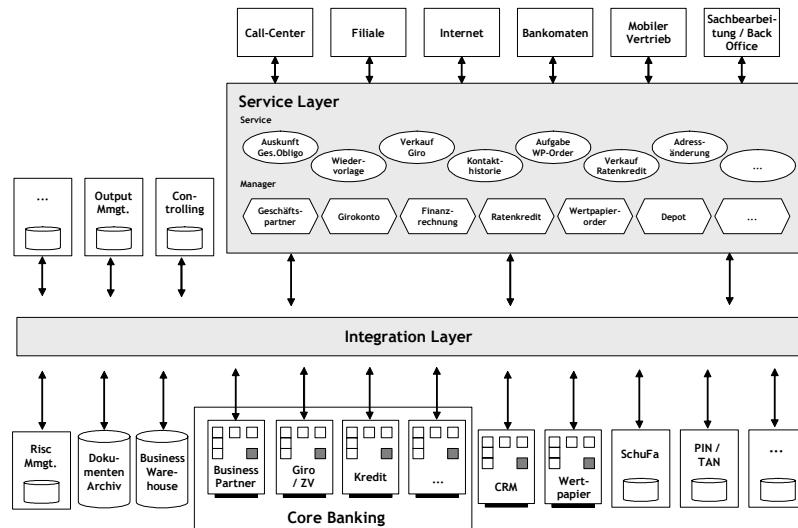 Call-Center
Filiale
Internet
Bankomaten
Mobiler
Vertrieb
Sachbearbei-
tung / Back
Office
Service Layer
Service
Auskunft
Ges.Obligo
Wieder-
vorlage
Verkauf
Giro
Kontakt-
historie
Aufgabe
WP-Order
Verkauf
Ratenkredit
Adress-
änderung
...
Manager
Geschäfts-
partner
Girokonto
Finanz-
rechnung
Ratenkredit
Wertpapier-
order
Depot
...
...
Output
Mmgt.
Con-
trolling
Integration Layer
Risc
Mmgt.
Doku-
menten
Archiv
Business
Ware-
house
Business
Partner
Giro
/ ZV
Kredit
...
Core Banking
CRM
Wert-
papier
SchuFa
PIN /
TAN
...